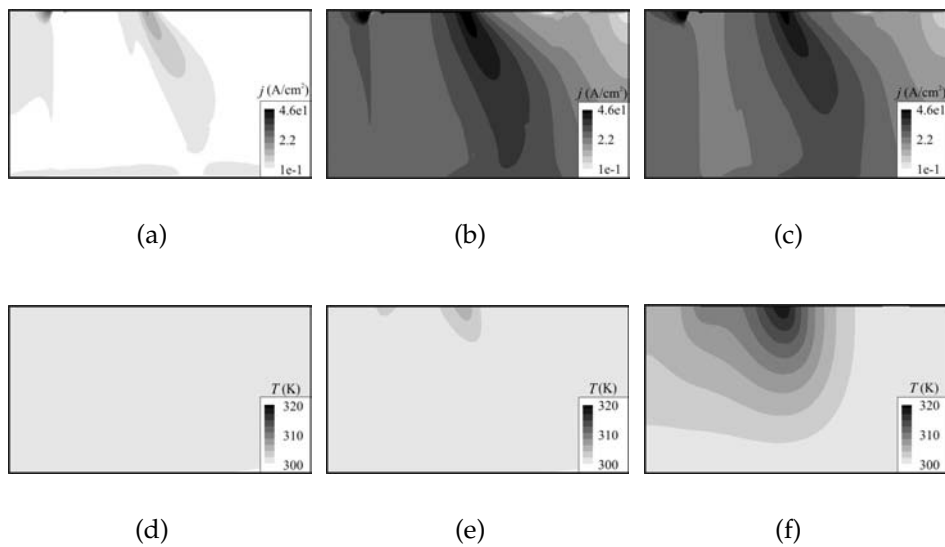 j (A/cm²)
4.6e1
2.2
1e-1
j (A/cm²)
4.6e1
2.2
1e-1
j (A/cm²)
4.6e1
2.2
1e-1
(a)
(b)
(c)
T (K)
320
310
300
T (K)
320
310
300
T (K)
320
310
300
(d)
(e)
(f)